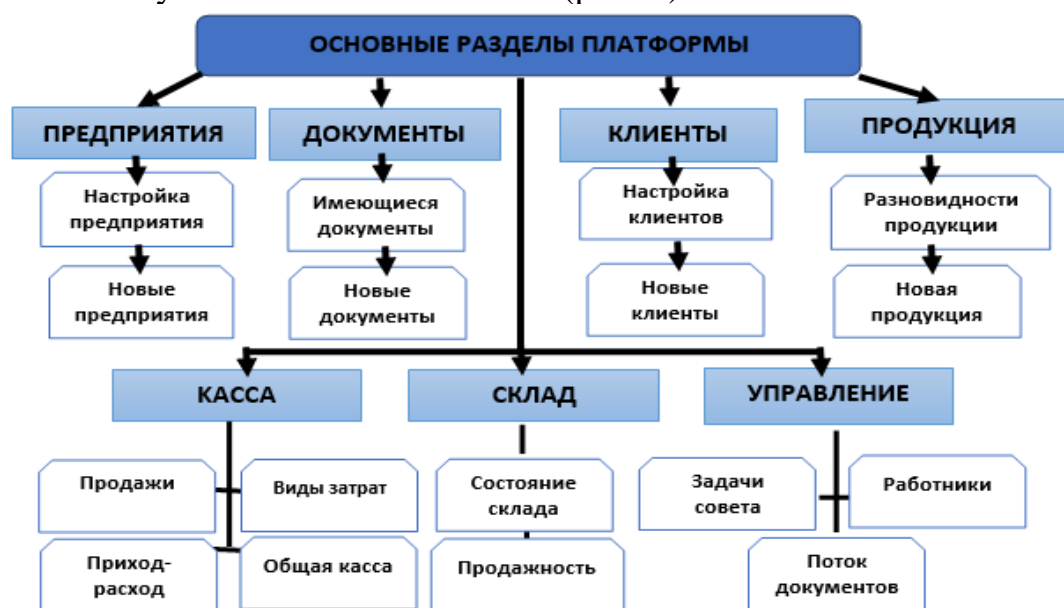 ОСНОВНЫЕ РАЗДЕЛЫ ПЛАТФОРМЫ
ПРЕДПРИЯТИЯ
ДОКУМЕНТЫ
КЛИЕНТЫ
ПРОДУКЦИЯ
Настройка
предприятия
Имеющиеся
документы
Настройка
клиентов
Разновидности
продукции
Новые
предприятия
Новые
документы
Новые
клиенты
Новая
продукция
КАССА
СКЛАД
УПРАВЛЕНИЕ
Продажи
Виды затрат
Состояние
склада
Задачи
совета
Работники
Приход-
расход
Общая касса
Продажность
Поток
документов